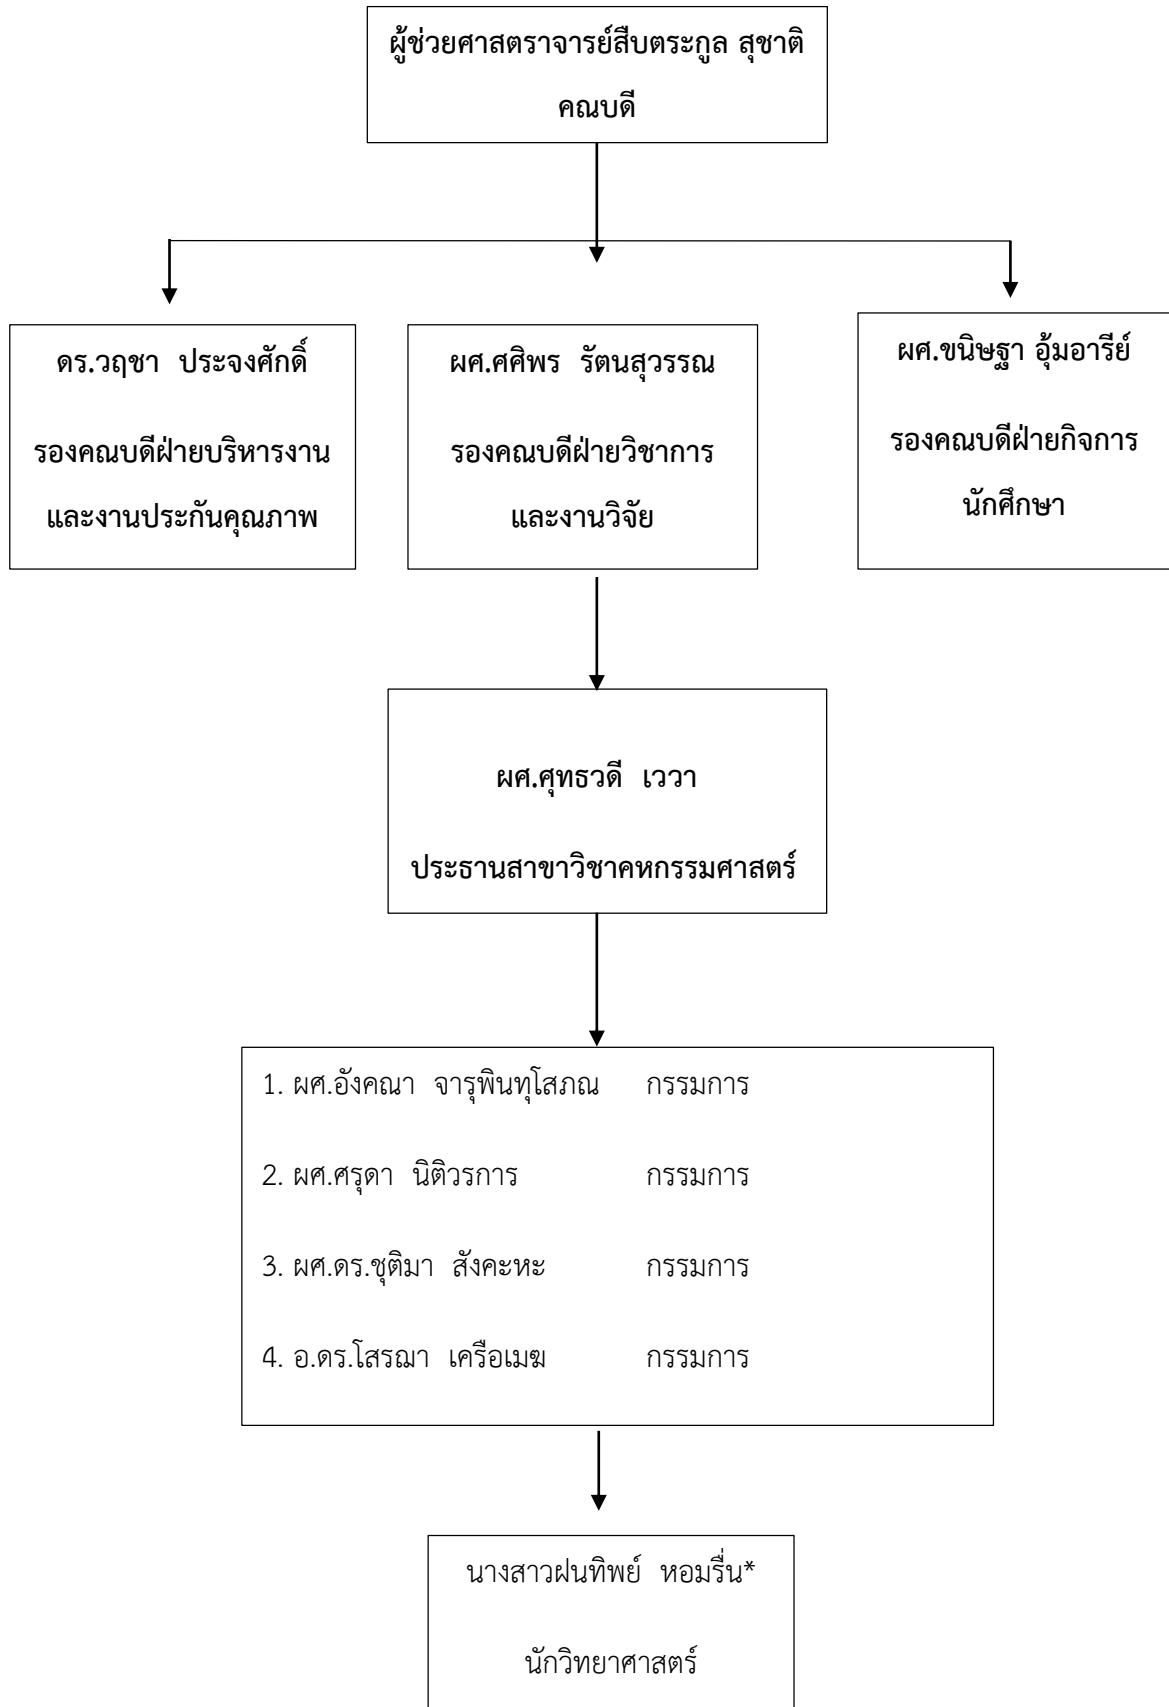 ผู้ช่วยศาสตราจารย์สืบตระกูล สุชาติ
คณบดี
ดร.วฤชา ประจงศักดิ์
รองคณบดีฝ่ายบริหารงาน
และงานประกันคุณภาพ
ผศ.ศศิพร รัตนสุวรรณ
รองคณบดีฝ่ายวิชาการ
และงานวิจัย
ผศ.ขนิษฐา อุ้มอารีย์
รองคณบดีฝ่ายกิจการ
นักศึกษา
ผศ.ศุทธวดี เววา
ประธานสาขาวิชาคหกรรมศาสตร์
1. ผศ.อังคณา จารุพินทุโสภณ กรรมการ
2. ผศ.ศรุดา นิติวรการ กรรมการ
3. ผศ.ดร.ชุติมา สังคะหะ กรรมการ
4. อ.ดร.โสรฌา เครือเมฆ กรรมการ
นางสาวฝนทิพย์ หอมรื่น*
นักวิทยาศาสตร์